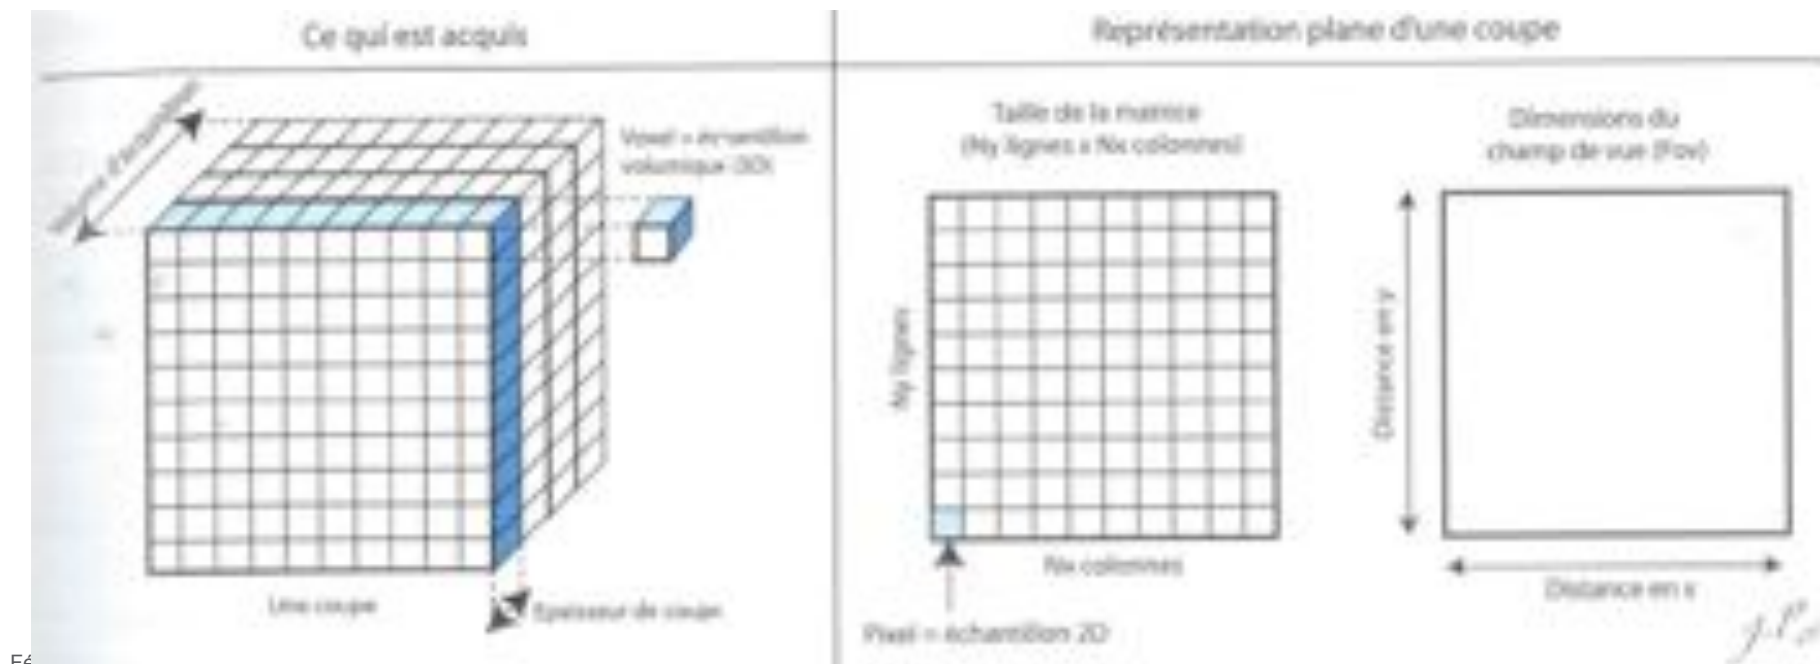 Ce qui est acquis
Représentation plane d'une coupe
Volume d'acquisition
Voxel = échantillon
volumique (3D)
Une coupe
Epaisseur de coupe
Taille de la matrice
(Ny lignes x Nx colonnes)
Ny lignes
Nx colonnes
Pixel = échantillon 2D
Dimensions du
champ de vue (Fov)
Distance en y
Distance en x